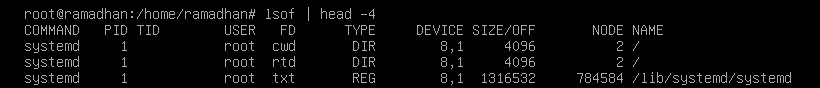 root@ramadhan:/home/ramadhan# lsof | head -4
COMMAND PID TID USER FD TYPE DEVICE SIZE/OFF NODE NAME
systemd 1 root cwd DIR 8,1 4096 2 /
systemd 1 root rtd DIR 8,1 4096 2 /
systemd 1 root txt REG 8,1 1316532 784584 /lib/systemd/systemd